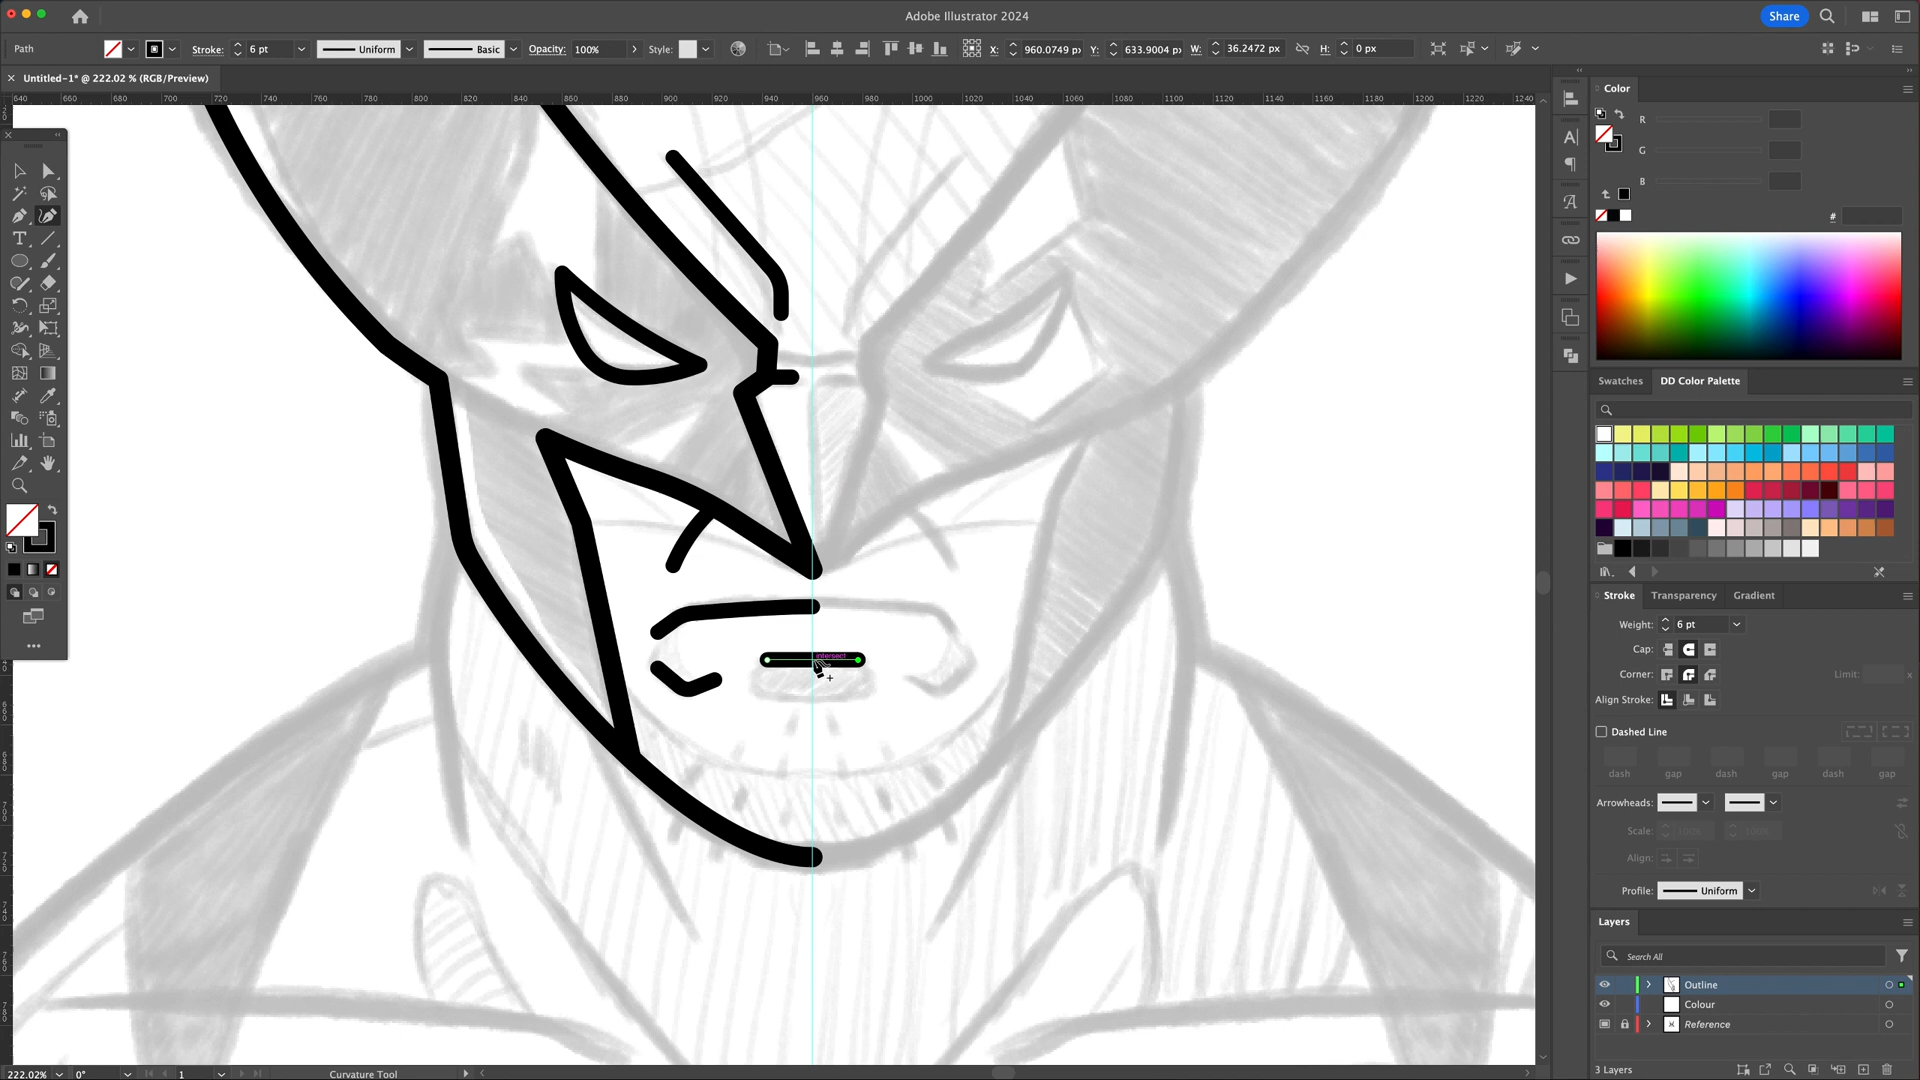 Adobe Illustrator 2024
Share
Path
Stroke:
6 pt
Uniform
Basic
Opacity:
100%
Style:
X:
960.0749 px
Y:
633.9004 px
W:
36.2472 px
H:
0 px
Untitled-1* @ 222.02 % (RGB/Preview)
640 660 680 700 720 740 760 780 800 820 840 860 880 900 920 940 960 980 1000 1020 1040 1060 1080 1100 1120 1140 1160 1180 1200 1220 1240
intersect
Color
R
G
B
#
Swatches
DD Color Palette
Stroke
Transparency
Gradient
Weight:
6 pt
Cap:
Corner:
Limit:
x
Align Stroke:
Dashed Line
dash
gap
dash
gap
dash
gap
Arrowheads:
Scale:
100%
100%
Align:
Profile:
Uniform
Layers
Search All
Outline
Colour
Reference
3 Layers
222.02%
0°
1
Curvature Tool